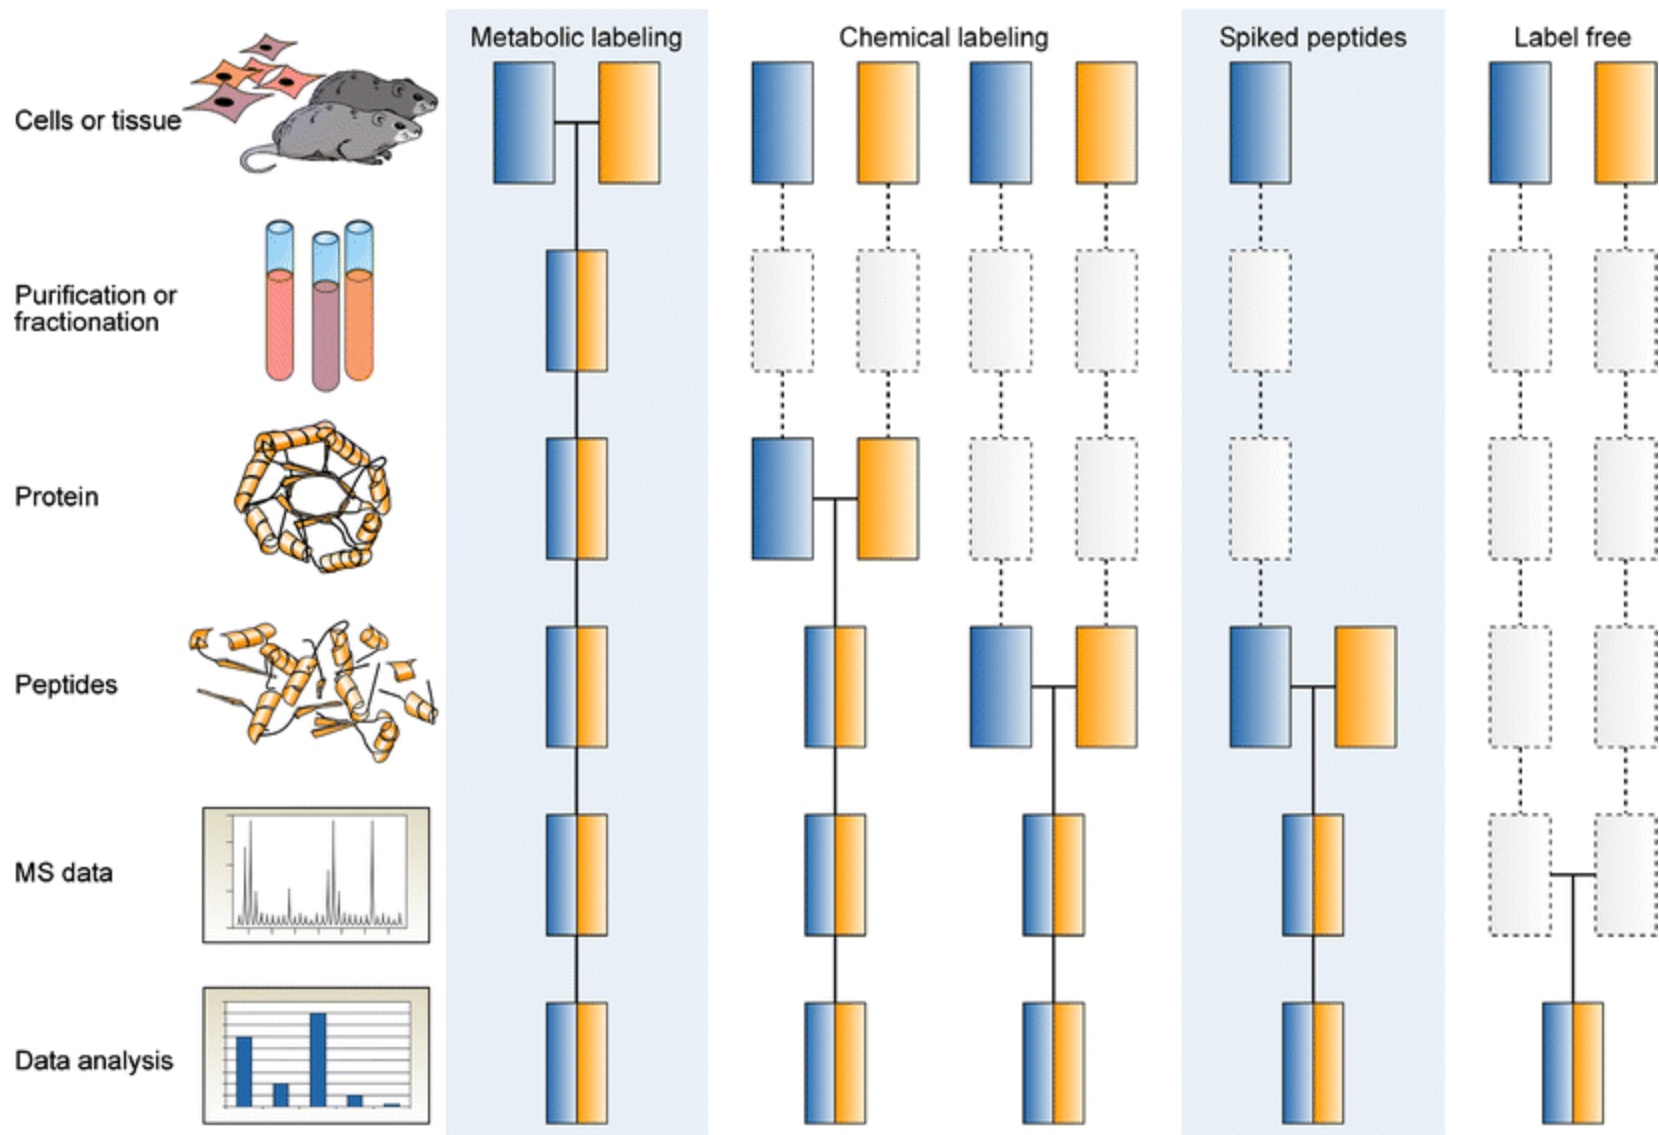 Metabolic labeling
Chemical labeling
Spiked peptides
Label free
Cells or tissue
Purification or
fractionation
Protein
Peptides
MS data
Data analysis